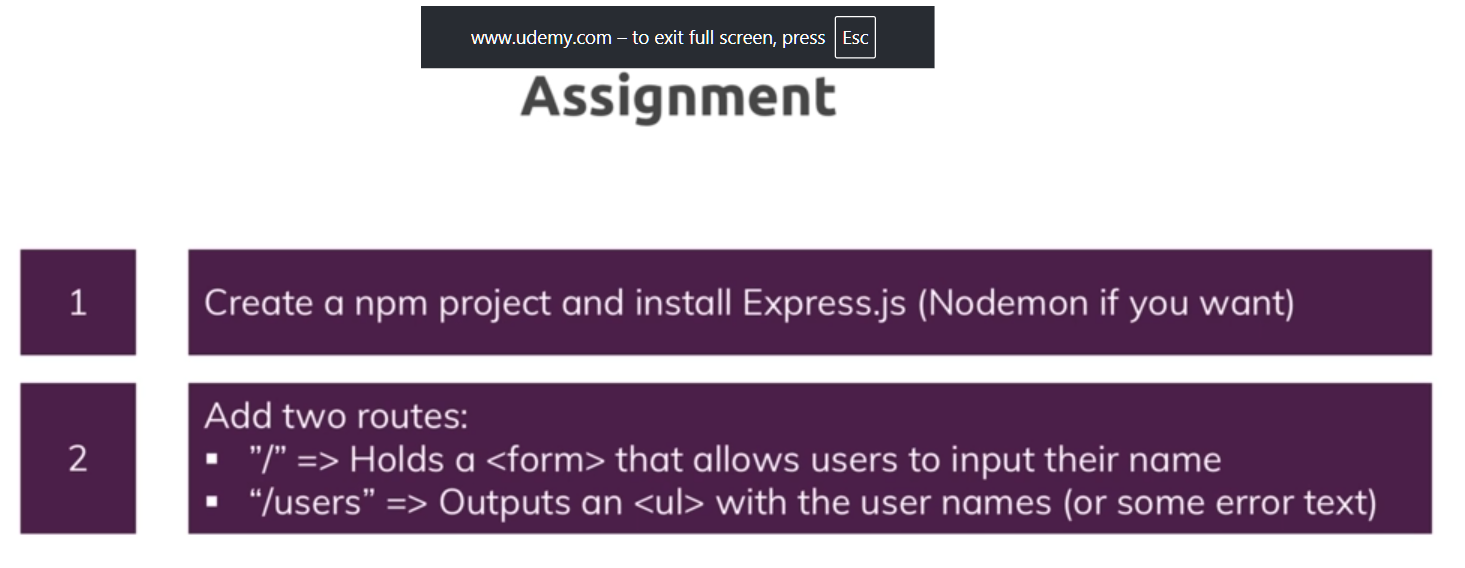 www.udemy.com – to exit full screen, press Esc
Assignment
1
Create a npm project and install Express.js (Nodemon if you want)
2
Add two routes:
▪ ”/” => Holds a <form> that allows users to input their name
▪ “/users” => Outputs an <ul> with the user names (or some error text)